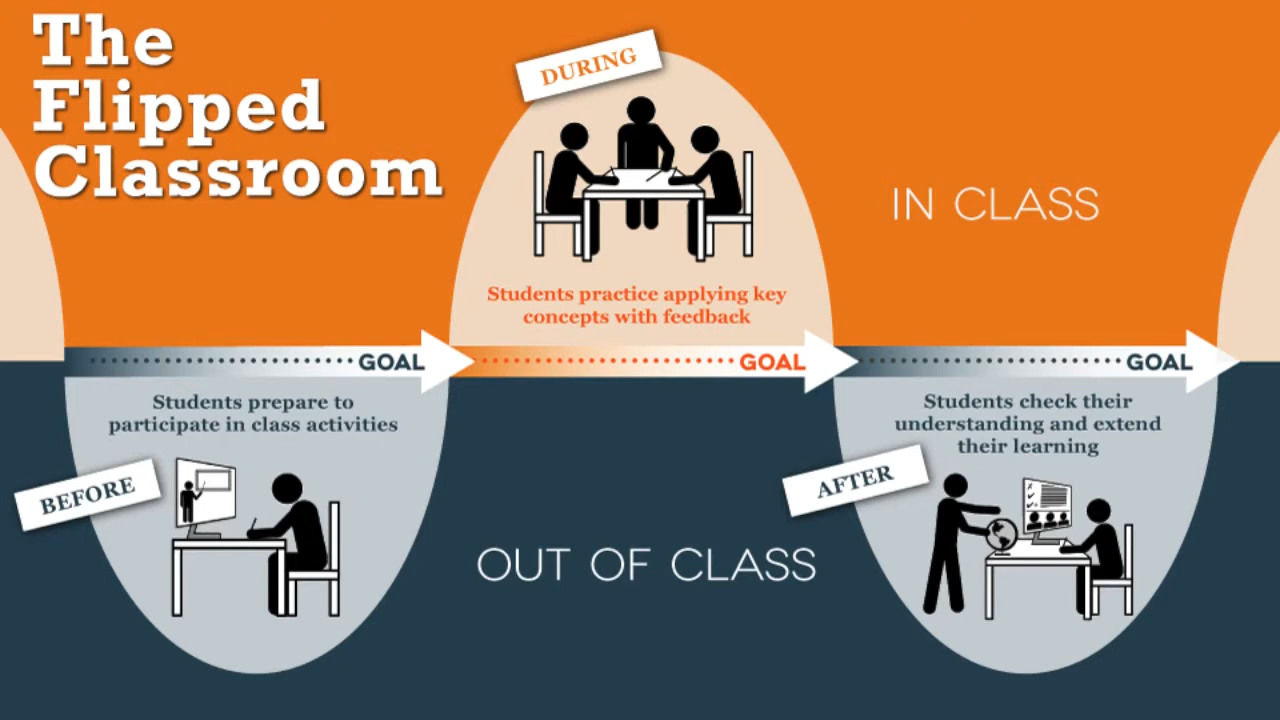 The
Flipped
Classroom
DURING
IN CLASS
Students practice applying key
concepts with feedback
GOAL
GOAL
GOAL
Students prepare to
participate in class activities
BEFORE
OUT OF CLASS
Students check their
understanding and extend
their learning
AFTER